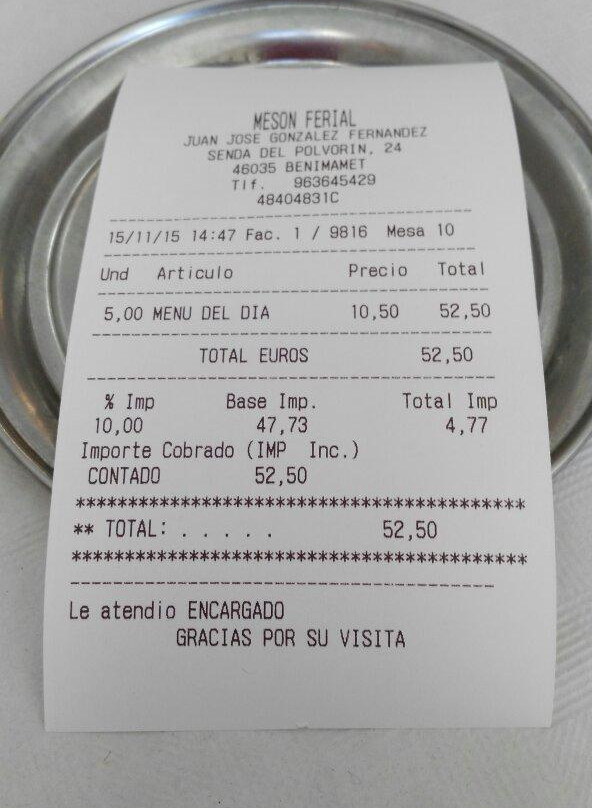 MESON FERIAL
JUAN JOSE GONZALEZ FERNANDEZ
SENDA DEL POLVORIN, 24
46035 BENIMAMET
Tlf. 963645429
48404831C
15/11/15 14:47 Fac. 1 / 9816 Mesa 10
Und Articulo Precio Total
5,00 MENU DEL DIA 10,50 52,50
TOTAL EUROS 52,50
% Imp Base Imp. Total Imp
10,00 47,73 4,77
Importe Cobrado (IMP Inc.)
CONTADO 52,50
*******************************************
** TOTAL: . . . . . 52,50
*******************************************
Le atendio ENCARGADO
GRACIAS POR SU VISITA